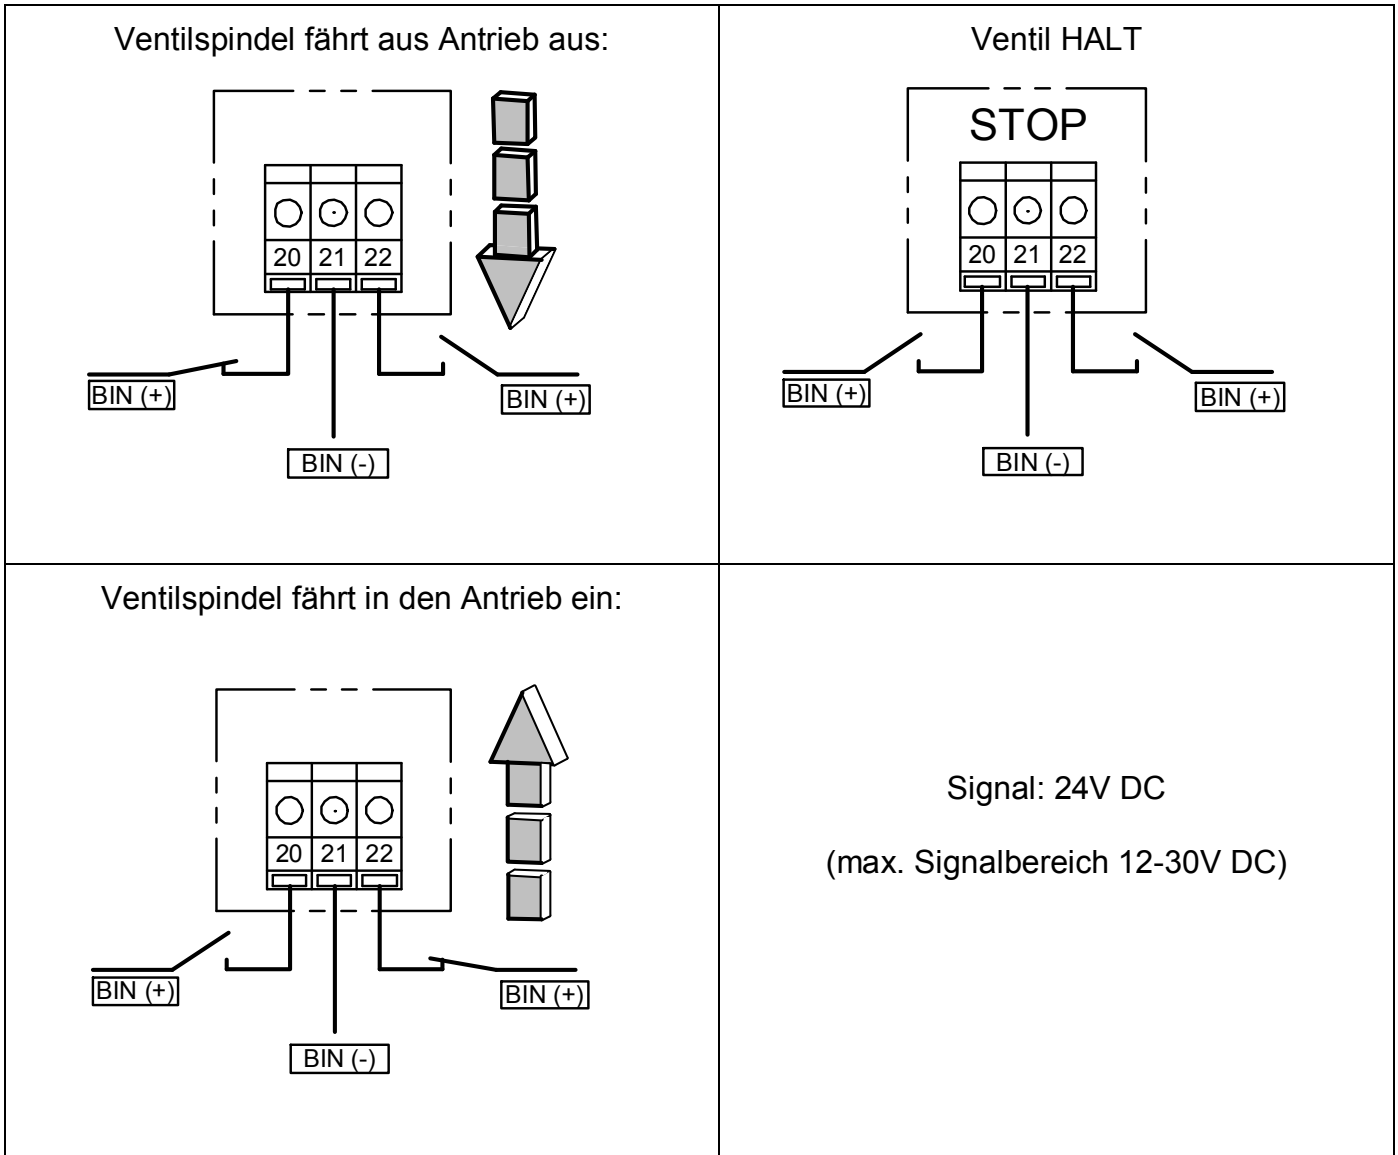 Ventilspindel fährt aus Antrieb aus:
20 21 22
BIN (+) BIN (+)
BIN (-)
Ventil HALT
STOP
20 21 22
BIN (+) BIN (+)
BIN (-)
Ventilspindel fährt in den Antrieb ein:
20 21 22
BIN (+) BIN (+)
BIN (-)
Signal: 24V DC
(max. Signalbereich 12-30V DC)